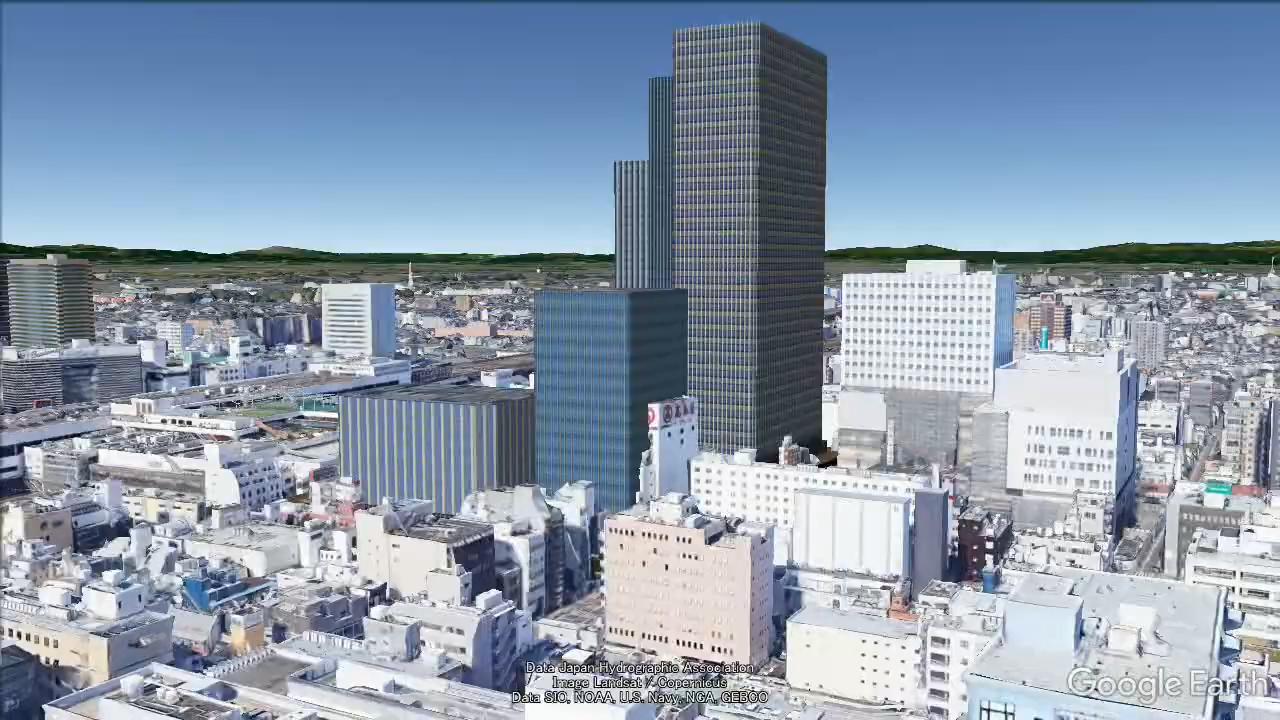 Data Japan Hydrographic Association
Image Landsat / Copernicus
Data SIO, NOAA, U.S. Navy, NGA, GEBCO
Google Earth